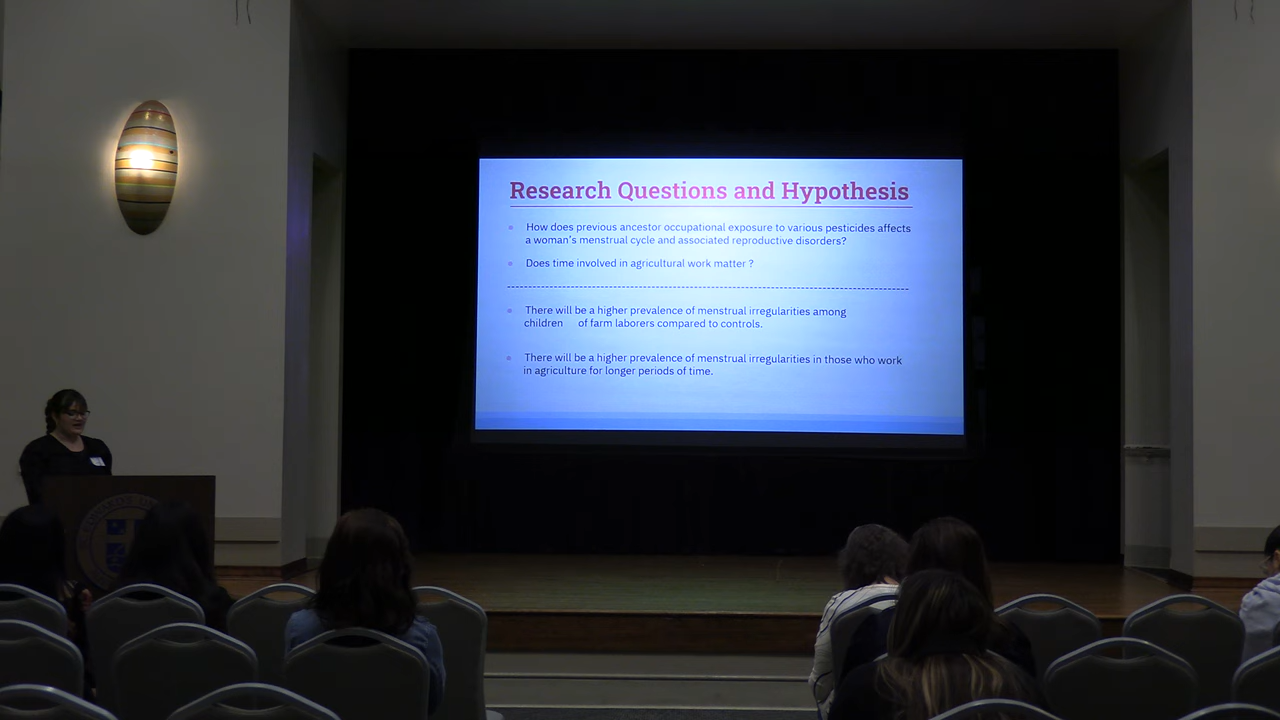 Research Questions and Hypothesis
How does previous ancestor occupational exposure to various pesticides affects
a woman's menstrual cycle and associated reproductive disorders?
Does time involved in agricultural work matter ?
There will be a higher prevalence of menstrual irregularities among
children of farm laborers compared to controls.
There will be a higher prevalence of menstrual irregularities in those who work
in agriculture for longer periods of time.